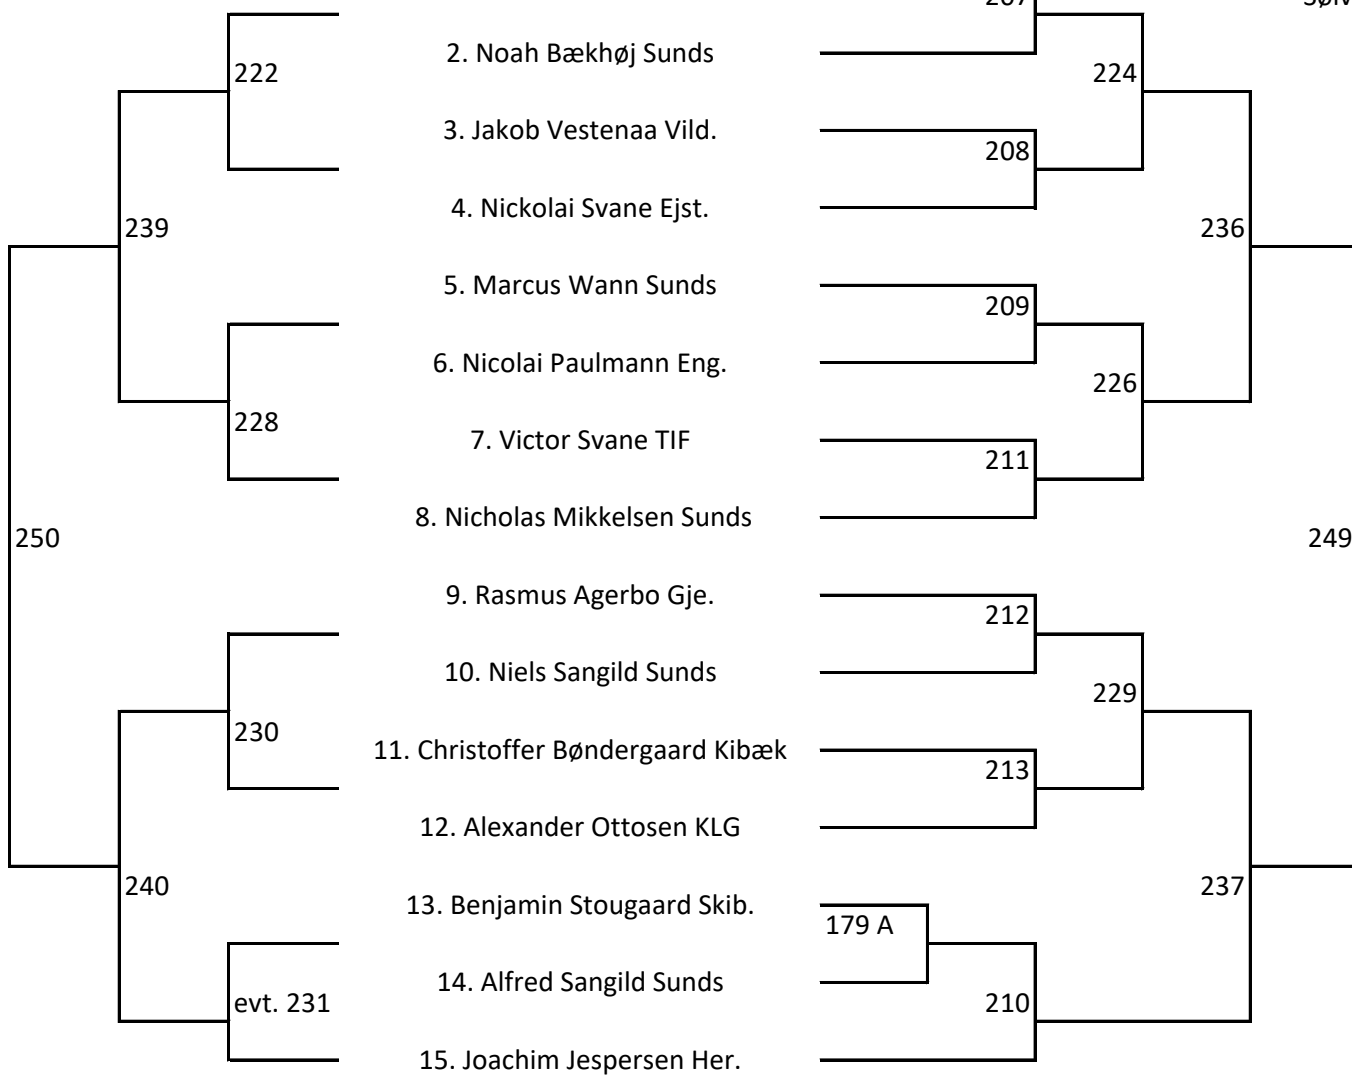 2. Noah Bækhøj Sunds
222
224
3. Jakob Vestenaa Vild.
208
4. Nickolai Svane Ejst.
239
236
5. Marcus Wann Sunds
209
6. Nicolai Paulmann Eng.
226
228
7. Victor Svane TIF
211
8. Nicholas Mikkelsen Sunds
250
249
9. Rasmus Agerbo Gje.
212
10. Niels Sangild Sunds
229
230
11. Christoffer Bøndergaard Kibæk
213
12. Alexander Ottosen KLG
240
237
13. Benjamin Stougaard Skib.
179 A
14. Alfred Sangild Sunds
evt. 231
210
15. Joachim Jespersen Her.